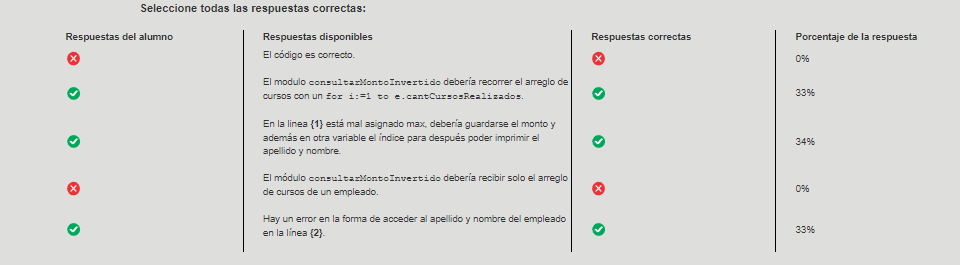 Seleccione todas las respuestas correctas:
Respuestas del alumno
Respuestas disponibles
Respuestas correctas
Porcentaje de la respuesta
El código es correcto.
0%
El modulo consultarMontoInvertido debería recorrer el arreglo de
cursos con un for i:=1 to e.cantCursosRealizados.
33%
En la linea {1} está mal asignado max, debería guardarse el monto y
además en otra variable el índice para después poder imprimir el
apellido y nombre.
34%
El módulo consultarMontoInvertido debería recibir solo el arreglo
de cursos de un empleado.
0%
Hay un error en la forma de acceder al apellido y nombre del empleado
en la línea {2}.
33%